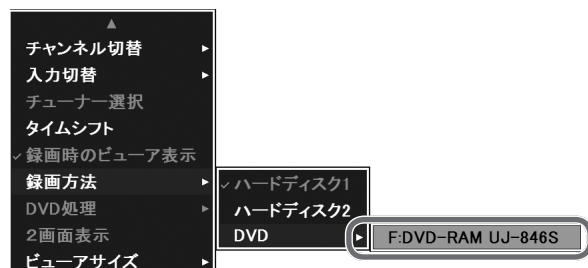 チャンネル切替
入力切替
チューナー選択
タイムシフト
録画時のビューア表示
録画方法
DVD処理
2画面表示
ビューアサイズ
ハードディスク1
ハードディスク2
DVD
F:DVD-RAM UJ-846S